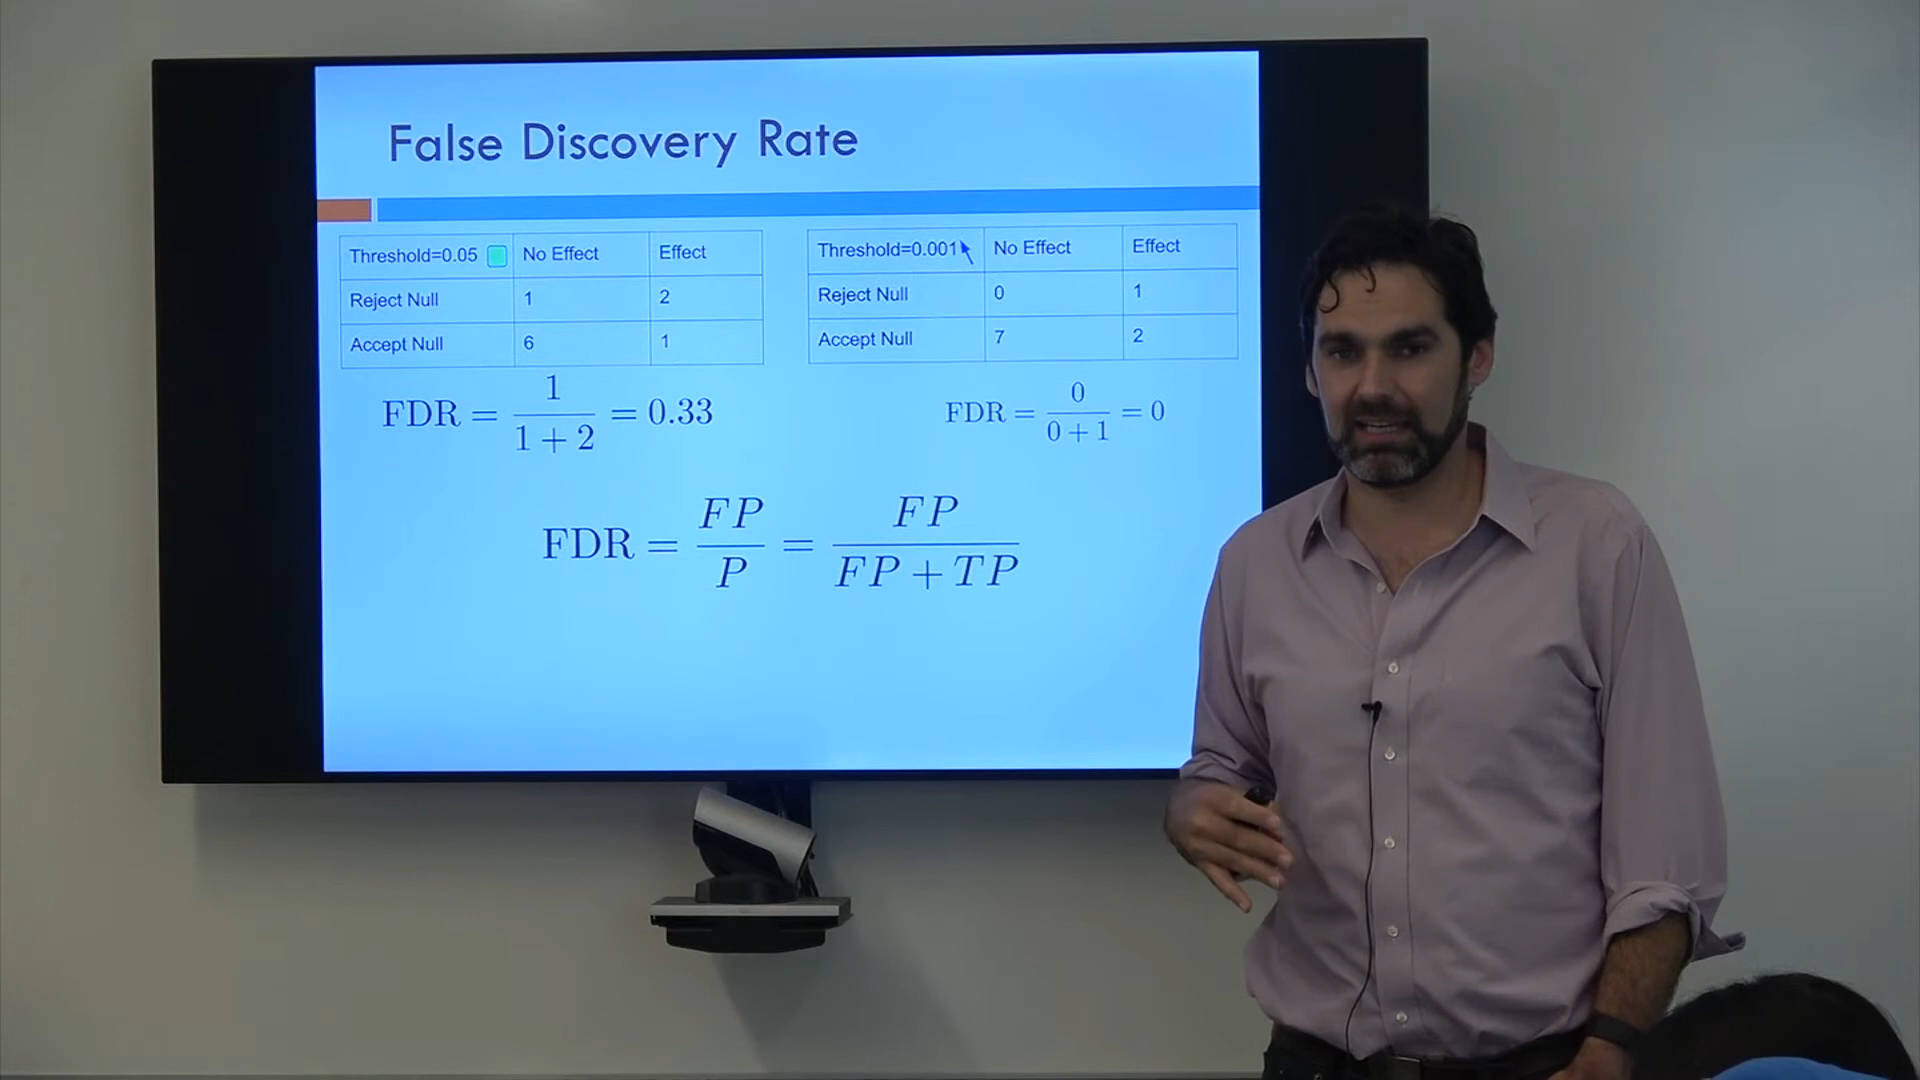 False Discovery Rate
Threshold=0.05 No Effect Effect
Reject Null 1 2
Accept Null 6 1
Threshold=0.001 No Effect Effect
Reject Null 0 1
Accept Null 7 2
FDR = 1 / (1 + 2) = 0.33
FDR = 0 / (0 + 1) = 0
FDR = FP / P = FP / (FP + TP)